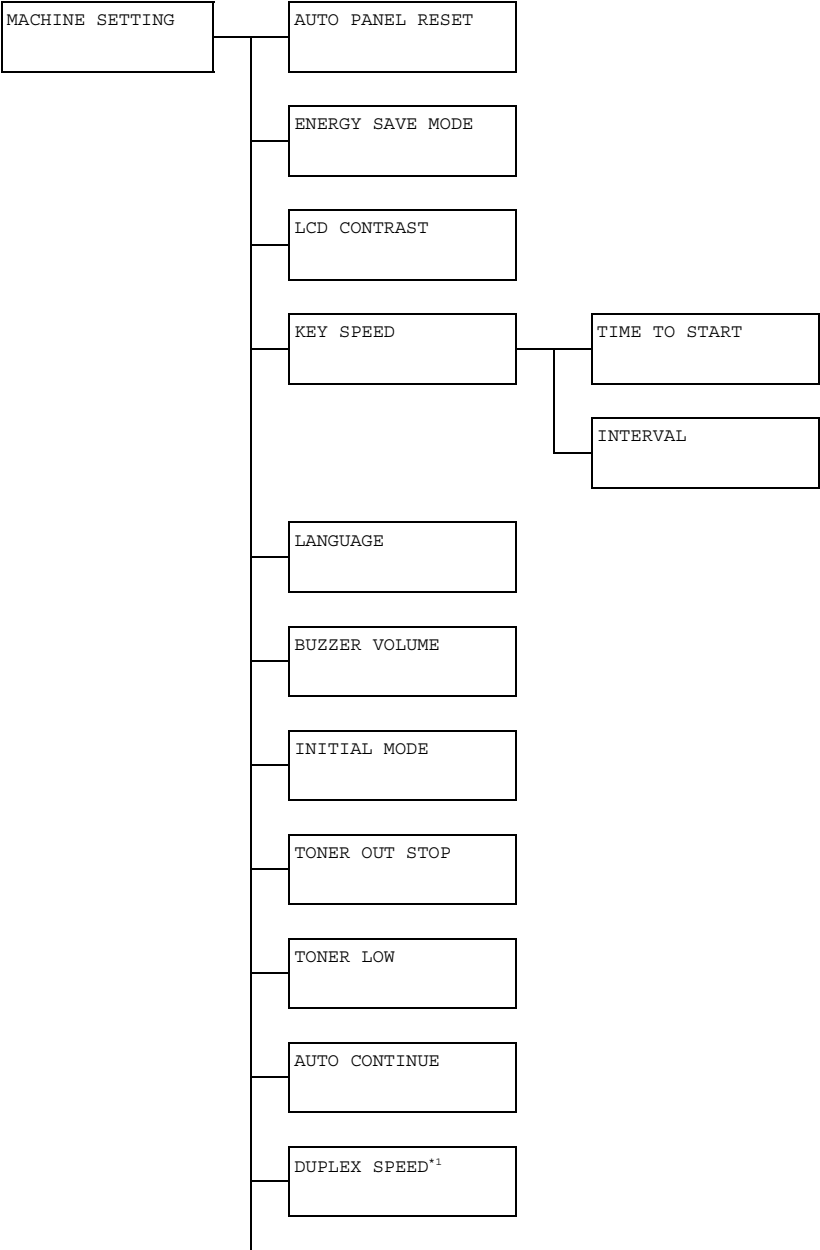 MACHINE SETTING
AUTO PANEL RESET
ENERGY SAVE MODE
LCD CONTRAST
KEY SPEED
TIME TO START
INTERVAL
LANGUAGE
BUZZER VOLUME
INITIAL MODE
TONER OUT STOP
TONER LOW
AUTO CONTINUE
DUPLEX SPEED*1